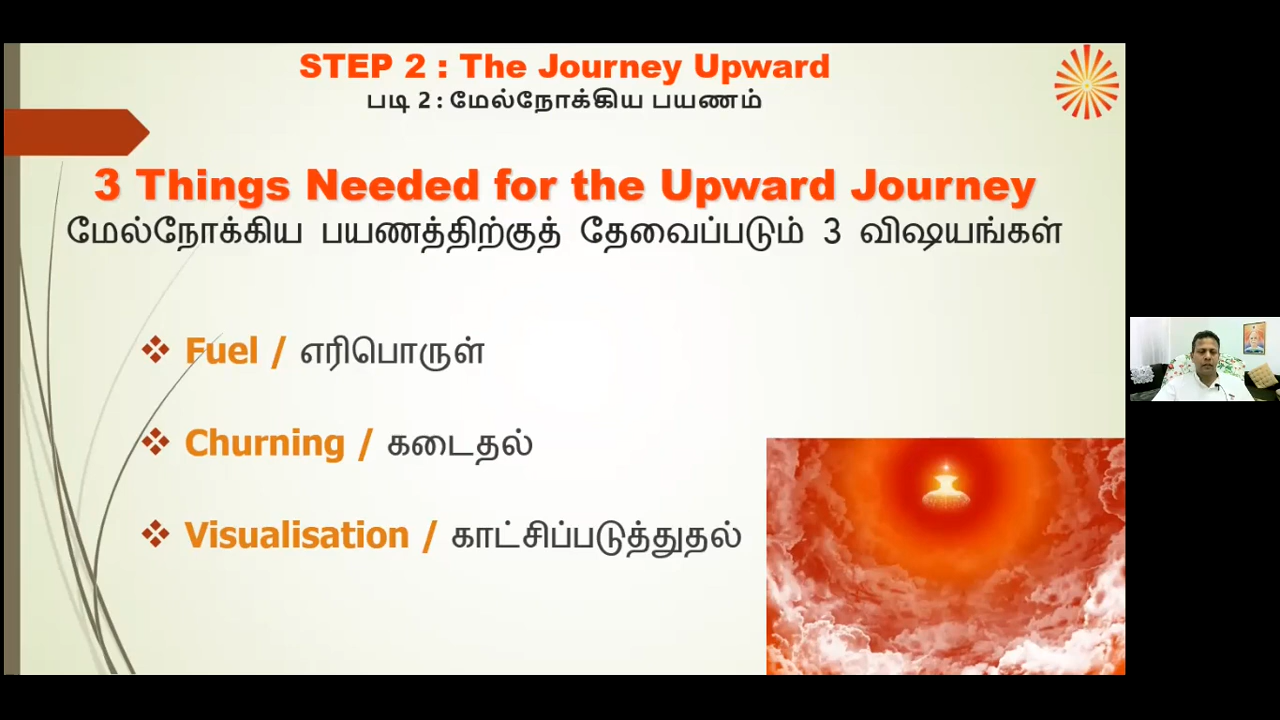 STEP 2 : The Journey Upward
படி 2 : மேல்நோக்கிய பயணம்
3 Things Needed for the Upward Journey
மேல்நோக்கிய பயணத்திற்குத் தேவைப்படும் 3 விஷயங்கள்
Fuel / எரிபொருள்
Churning / கடைதல்
Visualisation / காட்சிப்படுத்துதல்